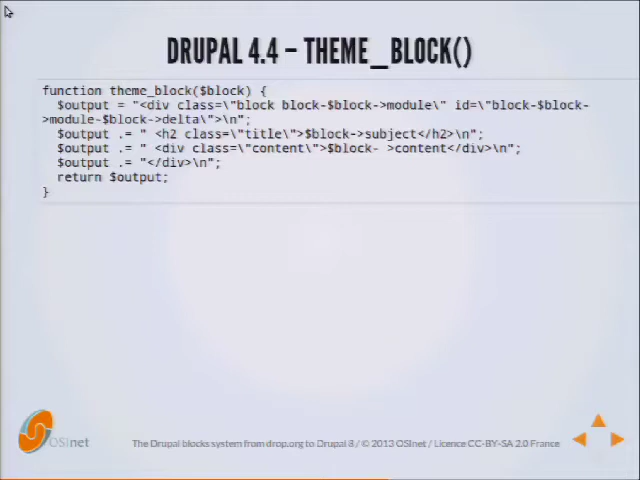 DRUPAL 4.4 – THEME_BLOCK()
function theme_block($block) {
  $output = "<div class=\"block block-$block->module\" id=\"block-$block-
>module-$block->delta\">\n";
  $output .= " <h2 class=\"title\">$block->subject</h2>\n";
  $output .= " <div class=\"content\">$block- >content</div>\n";
  $output .= "</div>\n";
  return $output;
}
OSInet
The Drupal blocks system from drop.org to Drupal 8 / © 2013 OSInet / Licence CC-BY-SA 2.0 France